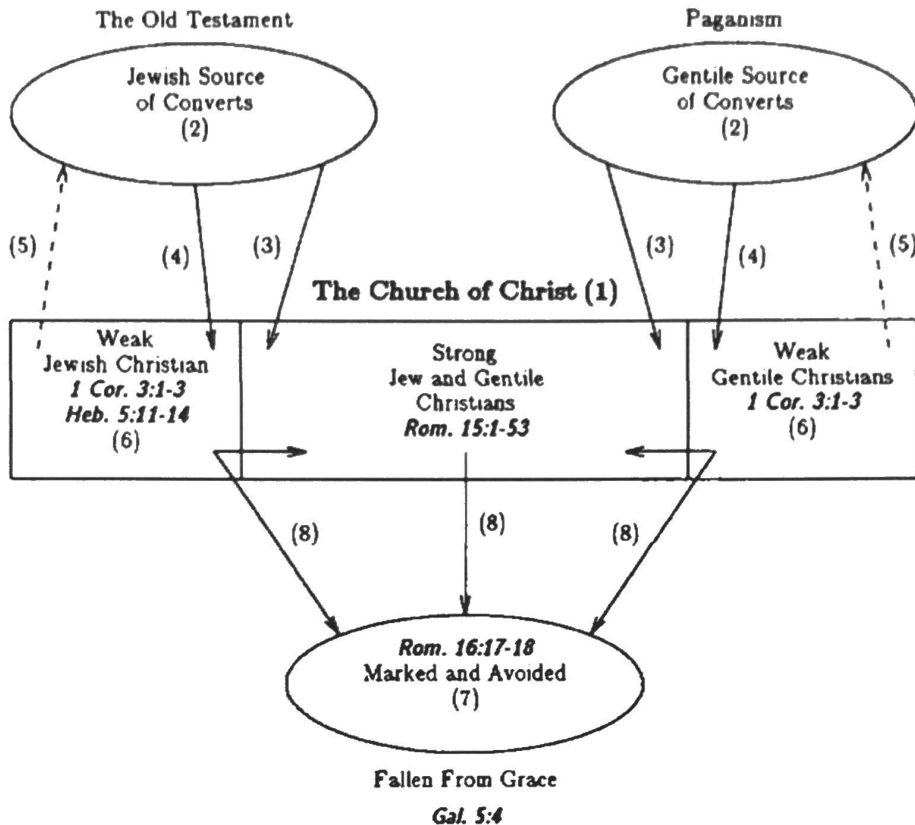 The Old Testament
Paganism
Jewish Source
of Converts
(2)
Gentile Source
of Converts
(2)
(5)
(4)
(3)
(3)
(4)
(5)
The Church of Christ (1)
Weak
Jewish Christian
1 Cor. 3:1-3
Heb. 5:11-14
(6)
Strong
Jew and Gentile
Christians
Rom. 15:1-53
Weak
Gentile Christians
1 Cor. 3:1-3
(6)
(8)
(8)
(8)
Rom. 16:17-18
Marked and Avoided
(7)
Fallen From Grace
Gal. 5:4